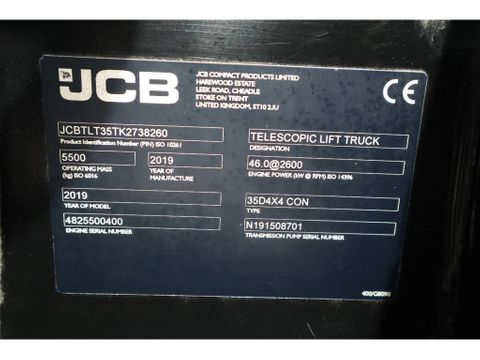 JCB
JCB COMPACT PRODUCTS LIMITED
HAREWOOD ESTATE
LEEK ROAD, CHEADLE
STOKE ON TRENT
UNITED KINGDOM, ST10 2JU
CE
JCBTLT35TK2738260
Product Identification Number (PIN) ISO 10261
5500
OPERATING MASS
(kg) ISO 6016
2019
YEAR OF
MANUFACTURE
2019
YEAR OF MODEL
4825500400
ENGINE SERIAL NUMBER
TELESCOPIC LIFT TRUCK
DESIGNATION
46.0@2600
ENGINE POWER (kW @ RPM) ISO 14396
35D4X4 CON
TYPE
N191508701
TRANSMISSION PUMP SERIAL NUMBER
400/G8090